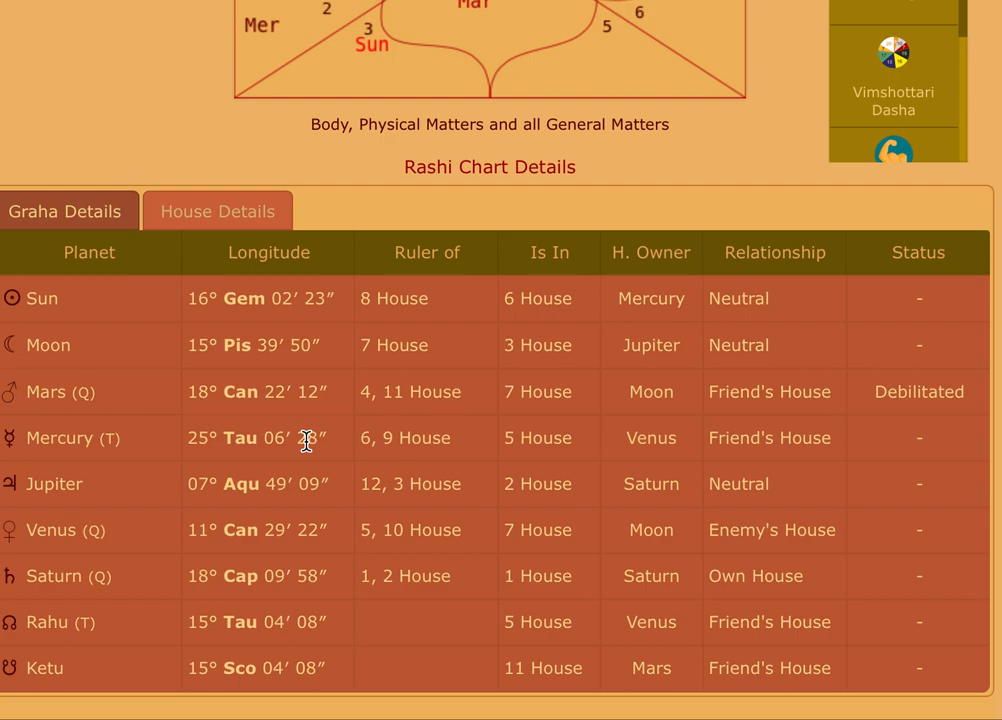 Mar
2
6
Mer
3
5
Sun
Vimshottari
Dasha
Body, Physical Matters and all General Matters
Rashi Chart Details
Graha Details House Details
Planet Longitude Ruler of Is In H. Owner Relationship Status
☉ Sun 16° Gem 02′ 23″ 8 House 6 House Mercury Neutral -
☾ Moon 15° Pis 39′ 50″ 7 House 3 House Jupiter Neutral -
♂ Mars (Q) 18° Can 22′ 12″ 4, 11 House 7 House Moon Friend's House Debilitated
☿ Mercury (T) 25° Tau 06′ 6, 9 House 5 House Venus Friend's House -
♃ Jupiter 07° Aqu 49′ 09″ 12, 3 House 2 House Saturn Neutral -
♀ Venus (Q) 11° Can 29′ 22″ 5, 10 House 7 House Moon Enemy's House -
♄ Saturn (Q) 18° Cap 09′ 58″ 1, 2 House 1 House Saturn Own House -
☊ Rahu (T) 15° Tau 04′ 08″ 5 House Venus Friend's House -
☋ Ketu 15° Sco 04′ 08″ 11 House Mars Friend's House -